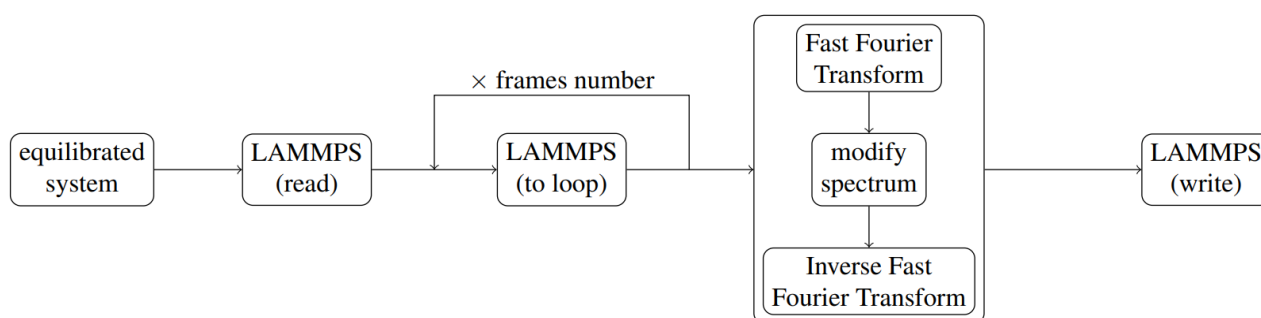 equilibrated
system
LAMMPS
(read)
× frames number
LAMMPS
(to loop)
Fast Fourier
Transform
modify
spectrum
Inverse Fast
Fourier Transform
LAMMPS
(write)